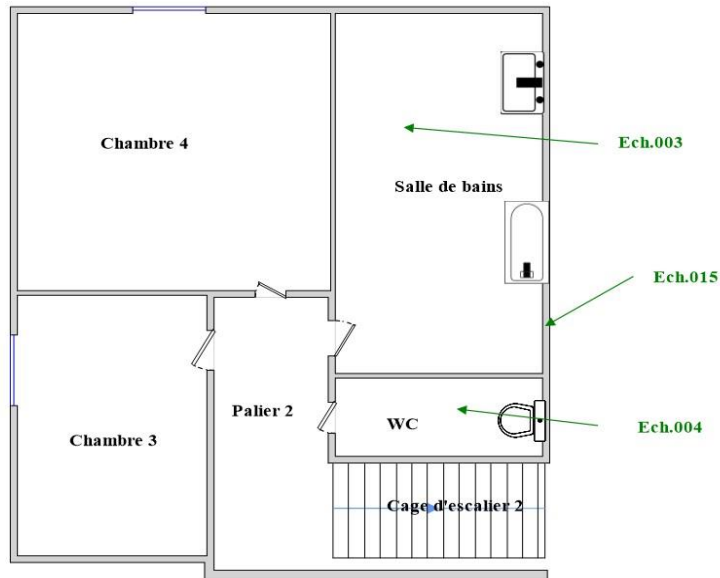 Chambre 4
Ech.003
Salle de bains
Ech.015
Palier 2
WC
Ech.004
Chambre 3
Cage d'escalier 2